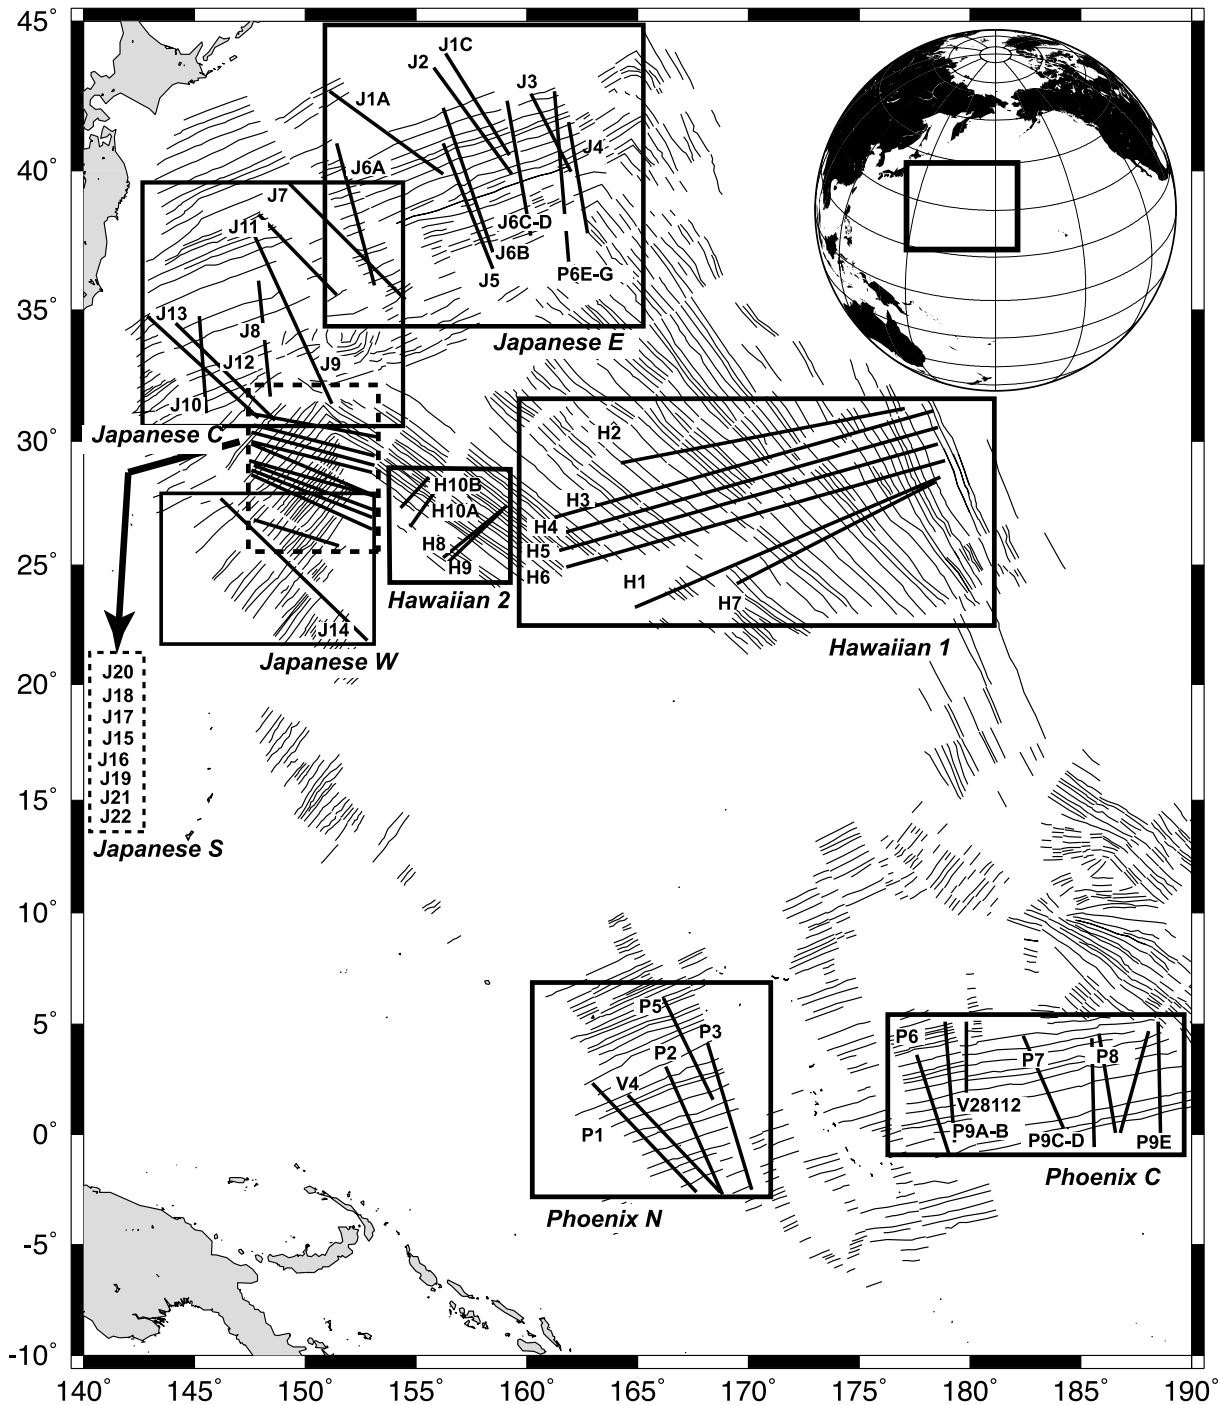 45°
40°
35°
30°
25°
20°
15°
10°
5°
0°
-5°
-10°
140°
145°
150°
155°
160°
165°
170°
175°
180°
185°
190°
J1C
J2
J3
J1A
J4
J6A
J7
J6C-D
J11
J6B
J5
P6E-G
J13
J8
Japanese E
J12
J9
J10
Japanese C
H2
H10B
H3
H10A
H4
H8
H5
H9
H6
H1
H7
Hawaiian 2
Hawaiian 1
J14
Japanese W
J20
J18
J17
J15
J16
J19
J21
J22
Japanese S
P5
P3
P2
V4
P1
Phoenix N
P6
P7
P8
V28112
P9A-B
P9C-D
P9E
Phoenix C